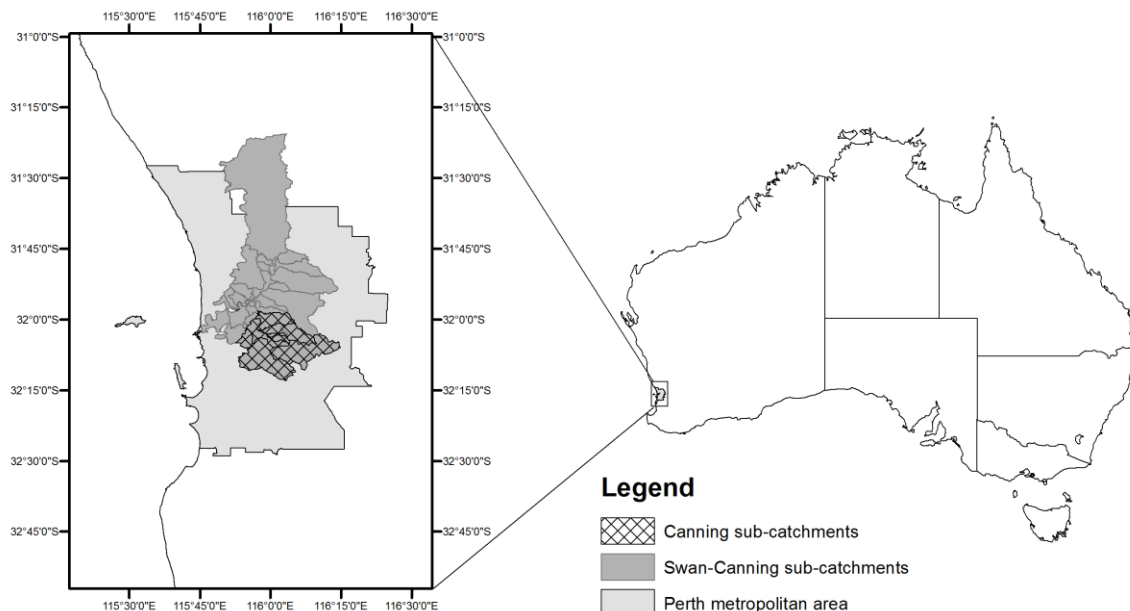 115°30'0"E 115°45'0"E 116°0'0"E 116°15'0"E 116°30'0"E
31°0'0"S 31°0'0"S
31°15'0"S 31°15'0"S
31°30'0"S 31°30'0"S
31°45'0"S 31°45'0"S
32°0'0"S 32°0'0"S
32°15'0"S 32°15'0"S
32°30'0"S 32°30'0"S
32°45'0"S 32°45'0"S
115°30'0"E 115°45'0"E 116°0'0"E 116°15'0"E 116°30'0"E
Legend
Canning sub-catchments
Swan-Canning sub-catchments
Perth metropolitan area